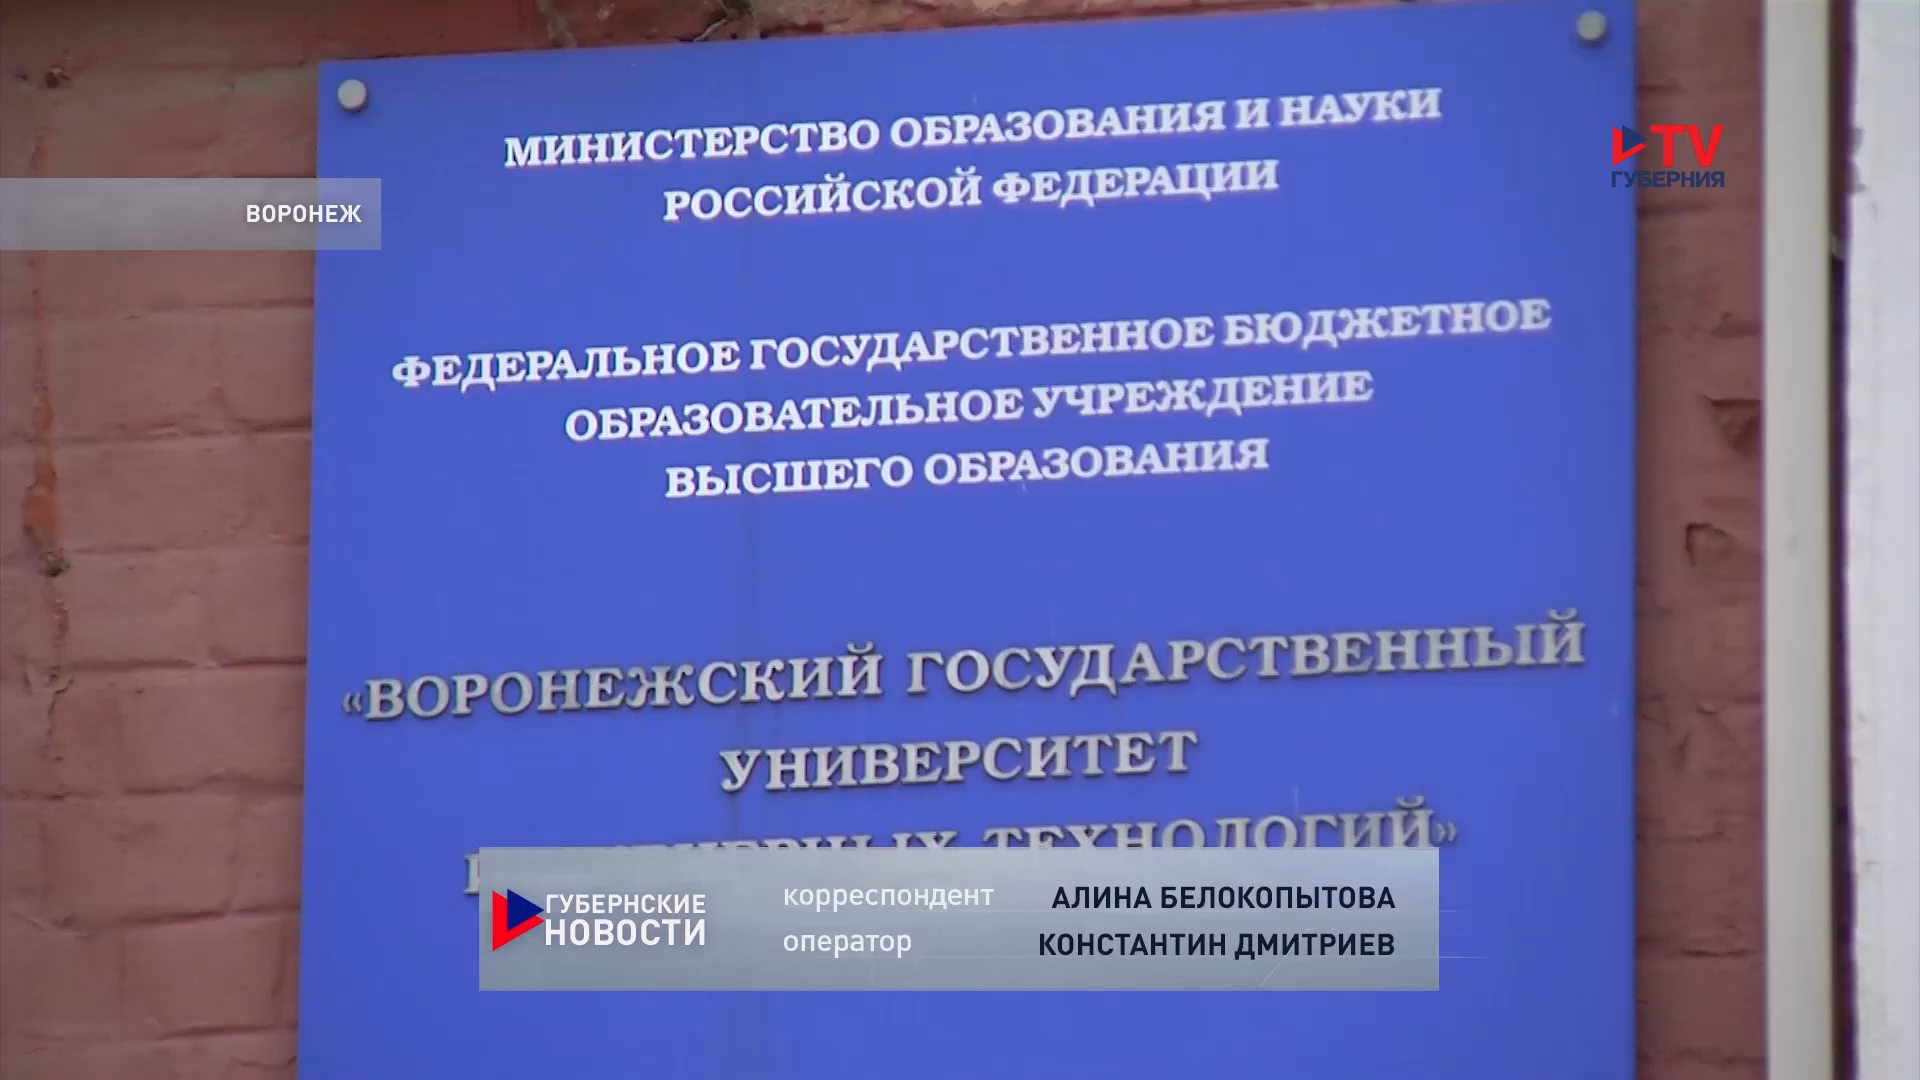 МИНИСТЕРСТВО ОБРАЗОВАНИЯ И НАУКИ
РОССИЙСКОЙ ФЕДЕРАЦИИ
TV
ГУБЕРНИЯ
ВОРОНЕЖ
ФЕДЕРАЛЬНОЕ ГОСУДАРСТВЕННОЕ БЮДЖЕТНОЕ
ОБРАЗОВАТЕЛЬНОЕ УЧРЕЖДЕНИЕ
ВЫСШЕГО ОБРАЗОВАНИЯ
«ВОРОНЕЖСКИЙ ГОСУДАРСТВЕННЫЙ
УНИВЕРСИТЕТ
ТЕХНОЛОГИЙ»
ГУБЕРНСКИЕ
НОВОСТИ
корреспондент АЛИНА БЕЛОКОПЫТОВА
оператор КОНСТАНТИН ДМИТРИЕВ